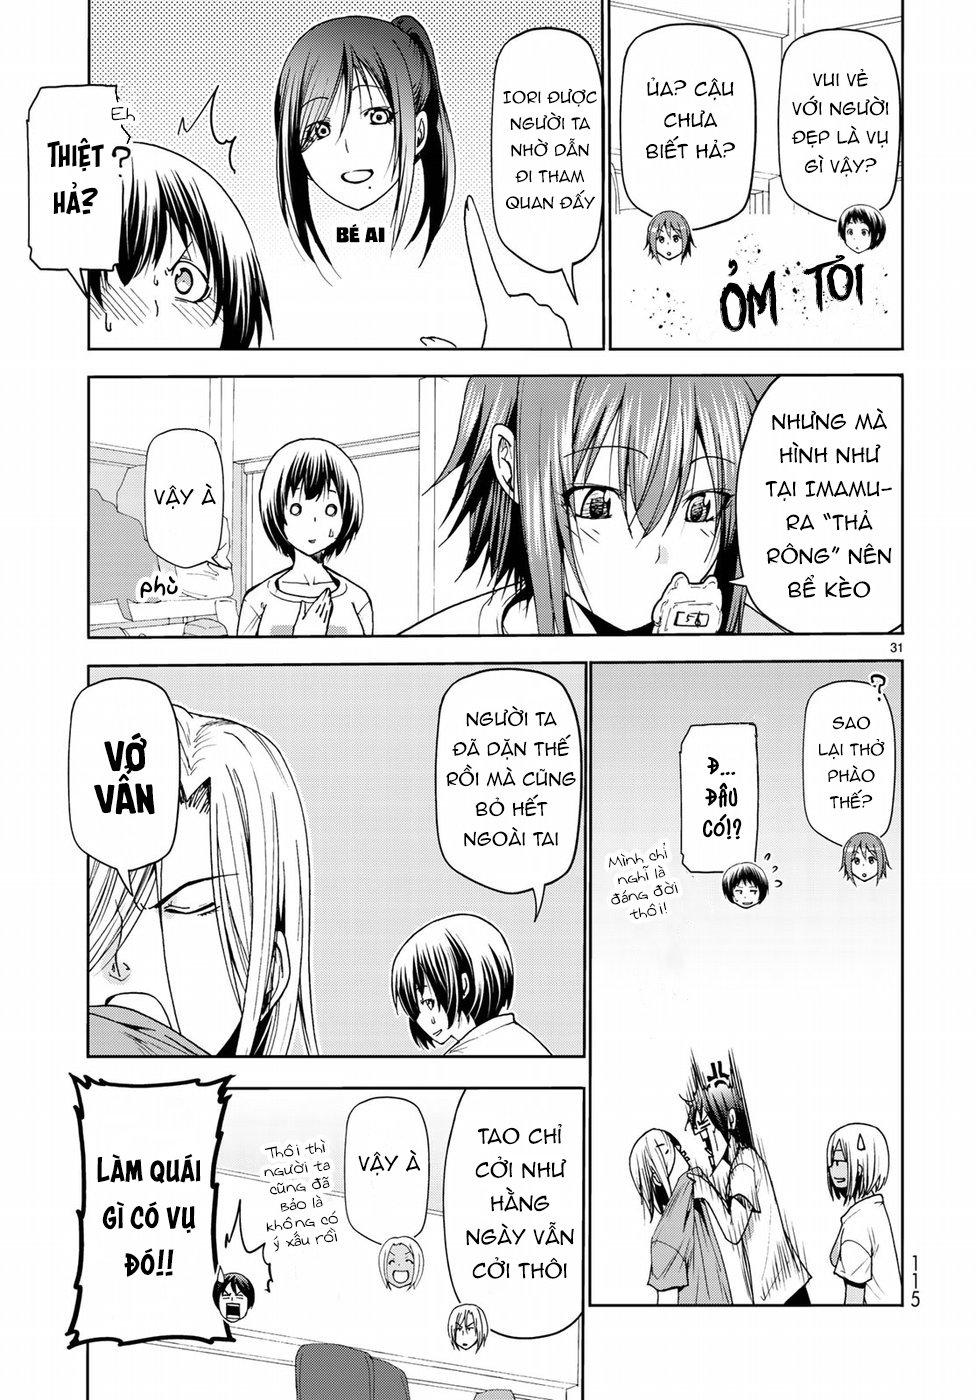 VUI VẺ
VỚI NGƯỜI
ĐẸP LÀ VỤ
GÌ VẬY?
ỦA? CẬU
CHƯA
BIẾT HẢ?
ỎM TỎI
IORI ĐƯỢC
NGƯỜI TA
NHỜ DẪN
ĐI THAM
QUAN ĐẤY
BÉ AI
Eh
?
THIỆT
HẢ?
NHƯNG MÀ
HÌNH NHƯ
TẠI IMAMU-
RA "THẢ
RÔNG" NÊN
BỂ KÈO
VẬY À
phù
31
?
SAO
LẠI THỞ
PHÀO
THẾ?
Đ...
ĐÂU
CÓ!?
Mình chỉ
nghĩ là
đáng đời
thôi!
NGƯỜI TA
ĐÃ DẶN THẾ
RỒI MÀ CŨNG
BỎ HẾT
NGOÀI TAI
VỚ
VẨN
TAO CHỈ
CỞI NHƯ
HẰNG
NGÀY VẪN
CỞI THÔI
VẬY À
Thôi thì
người ta
cũng đã
bảo là
không có
ý xấu rồi
LÀM QUÁI
GÌ CÓ VỤ
ĐÓ!!
115